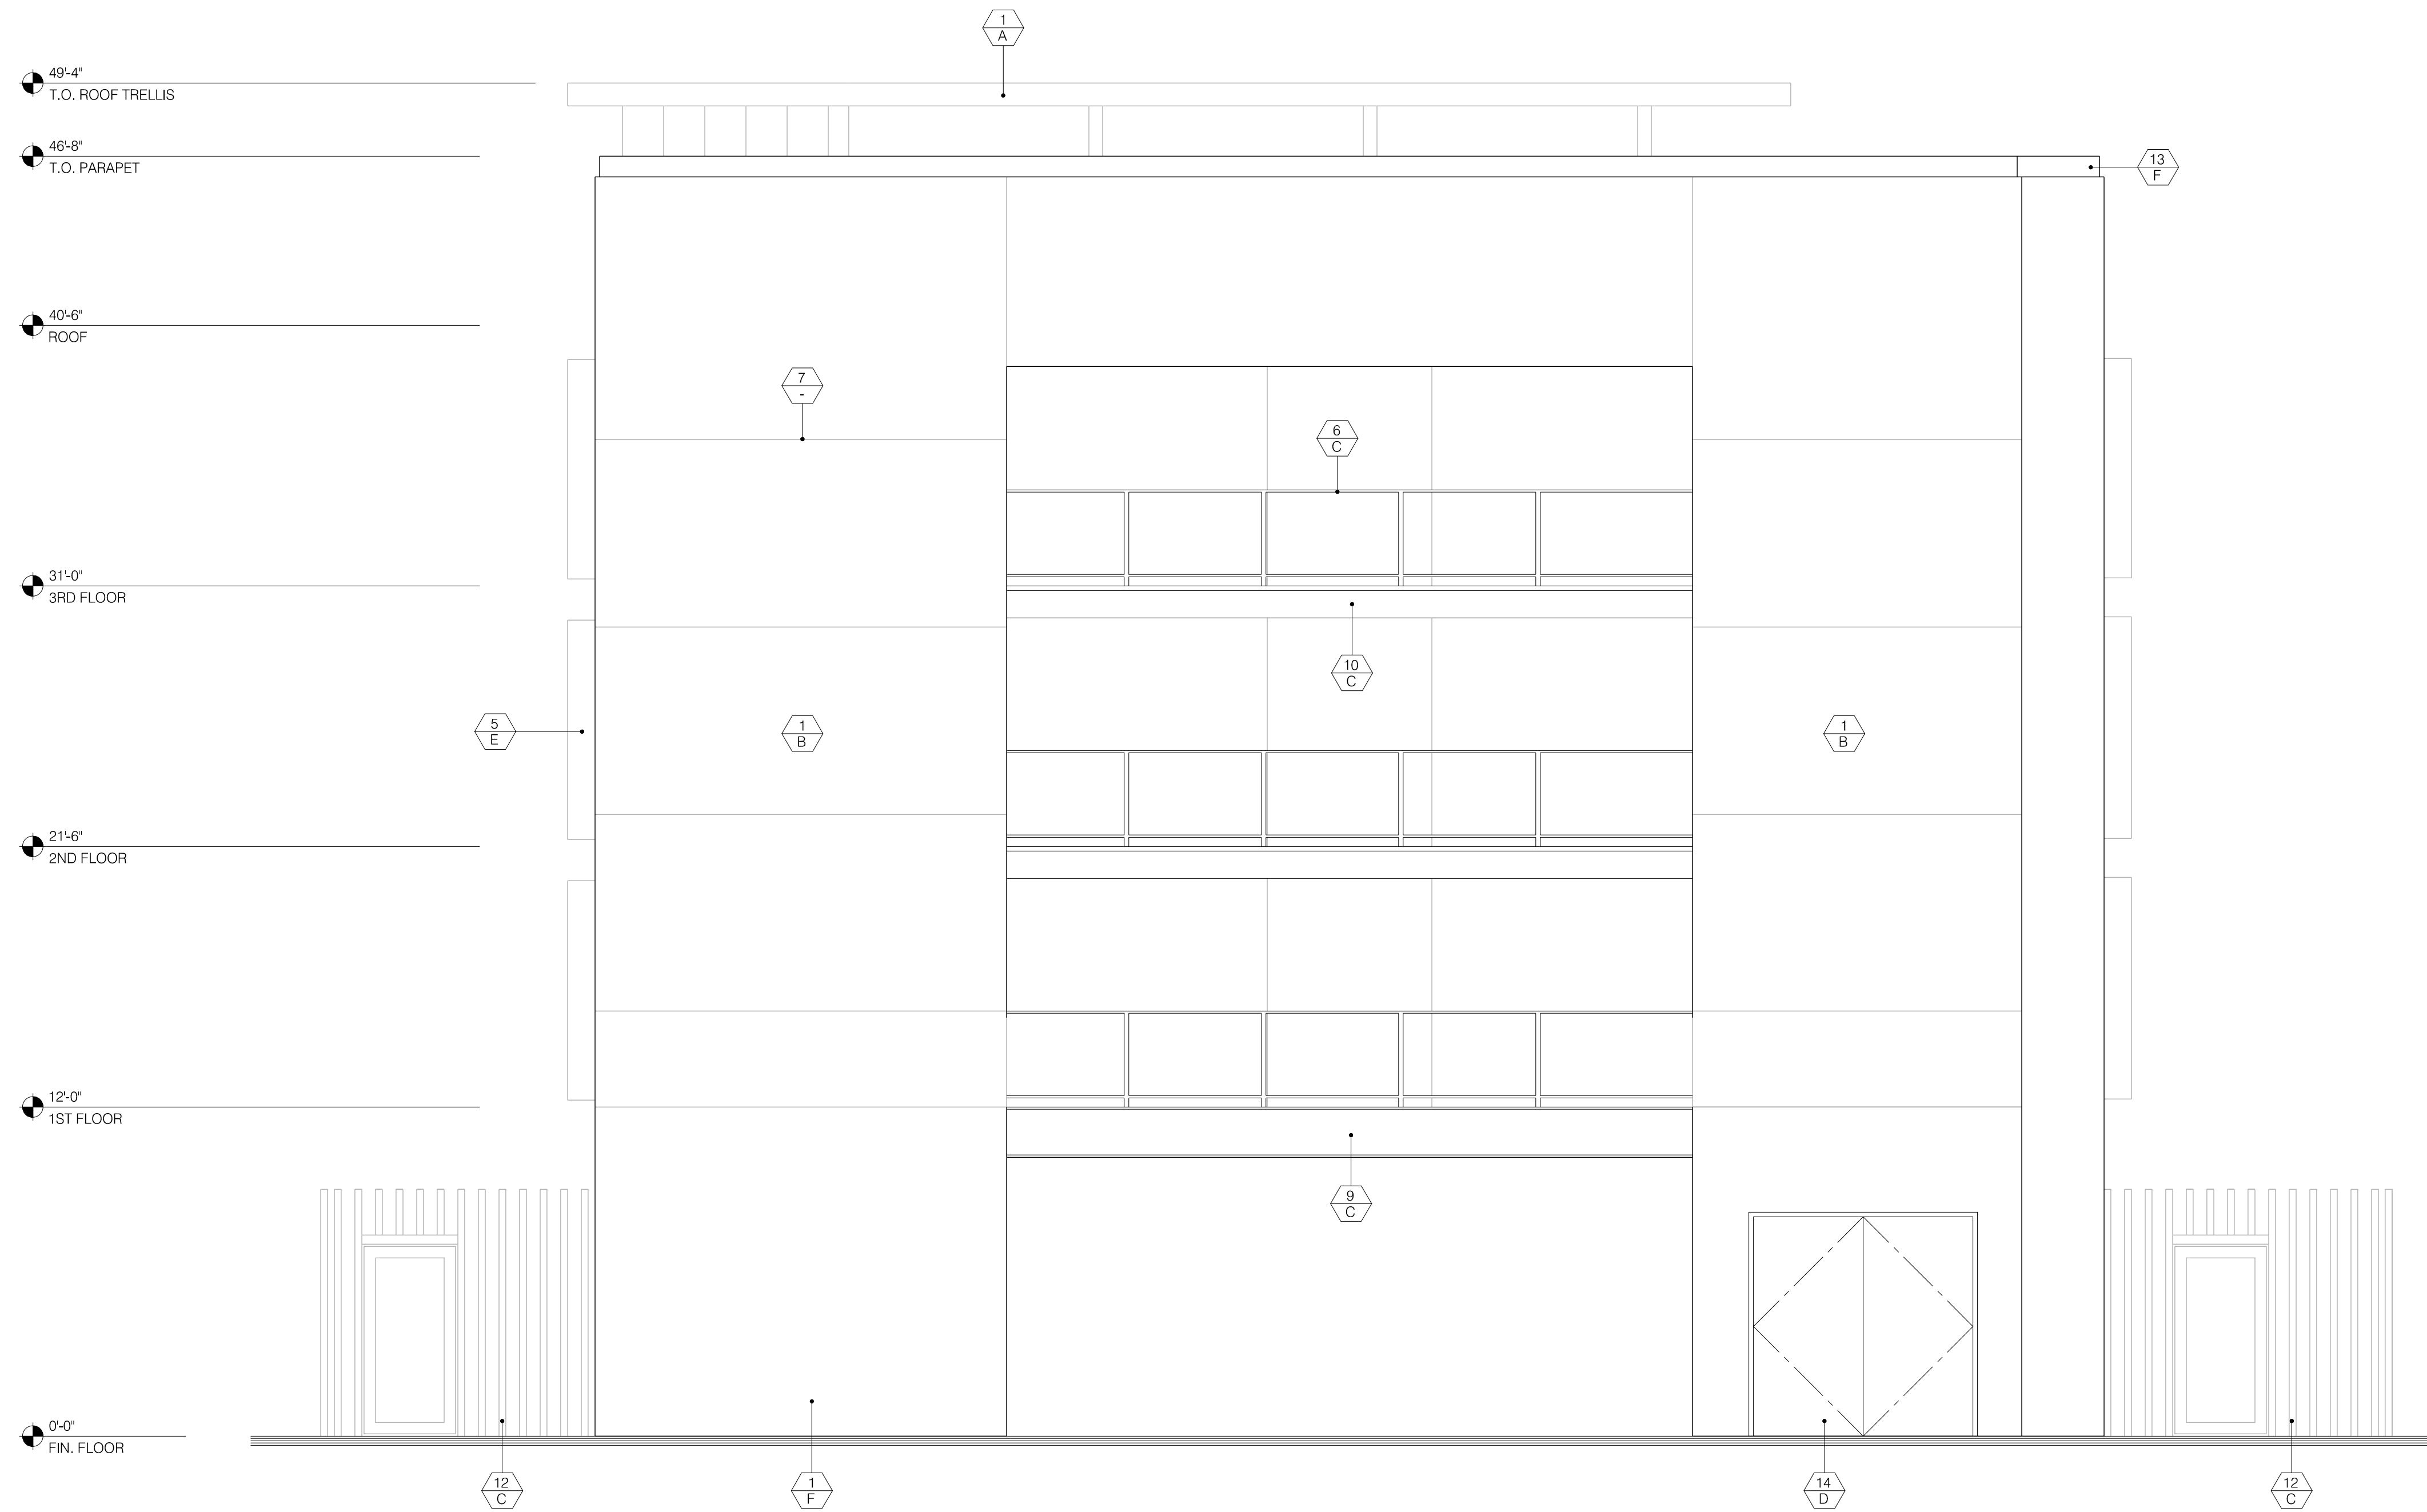 1
A
49'-4"
T.O. ROOF TRELLIS
46'-8"
T.O. PARAPET
13
F
40'-6"
ROOF
7
-
6
C
31'-0"
3RD FLOOR
10
C
5
E
1
B
1
B
21'-6"
2ND FLOOR
12'-0"
1ST FLOOR
9
C
0'-0"
FIN. FLOOR
12
C
1
F
14
D
12
C